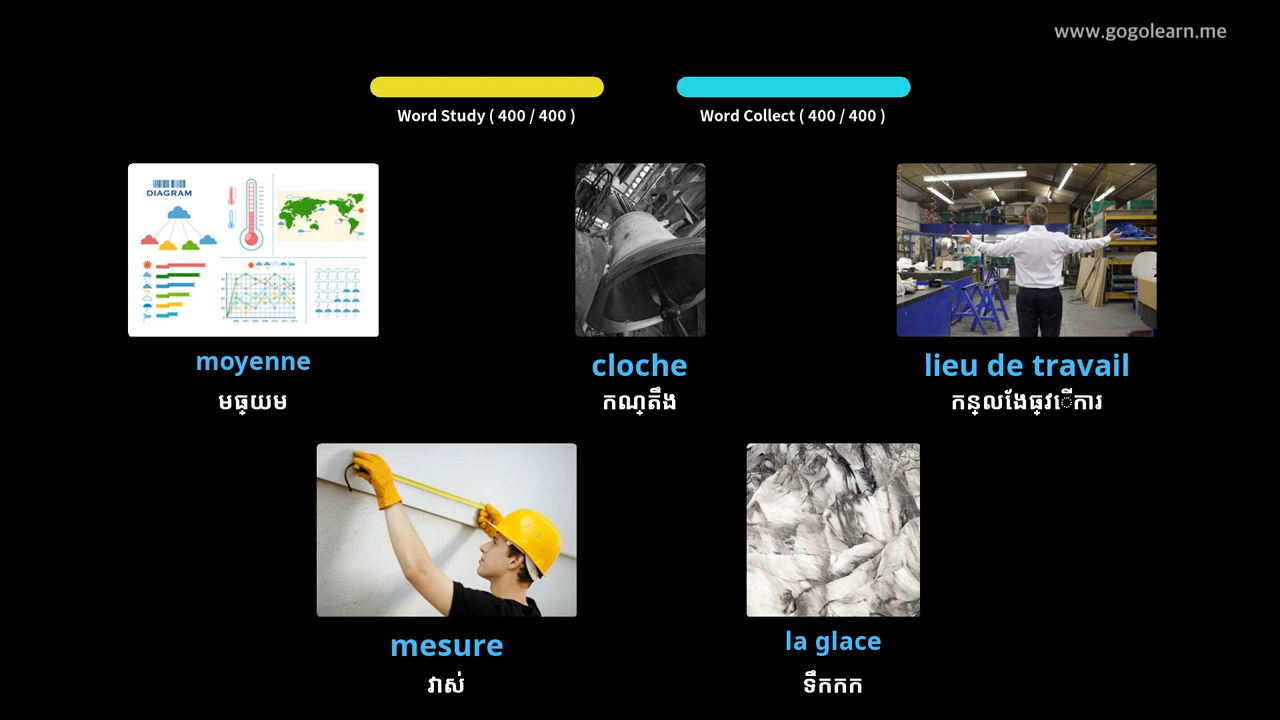 www.gogolearn.me
Word Study ( 400 / 400 )
Word Collect ( 400 / 400 )
DIAGRAM
moyenne
cloche
lieu de travail
មធ្យម
កណ្តឹង
កន្លែងធ្វើការ
mesure
la glace
វាស់
ទឹកកក